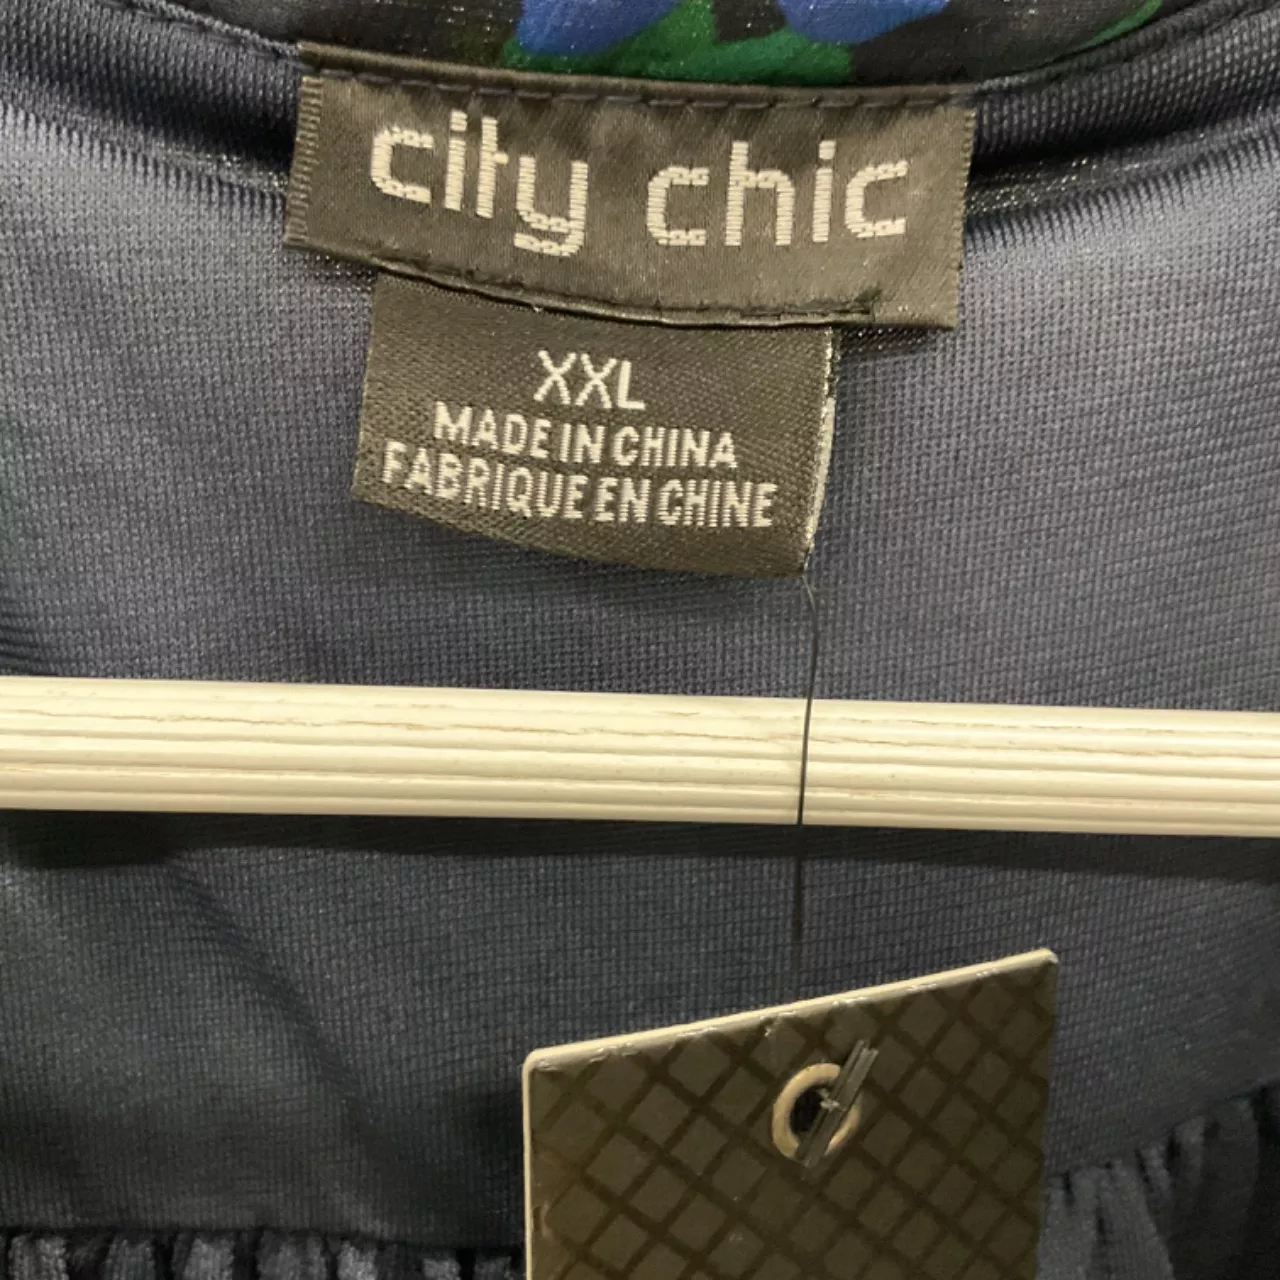 city chic
XXL
MADE IN CHINA
FABRIQUE EN CHINE